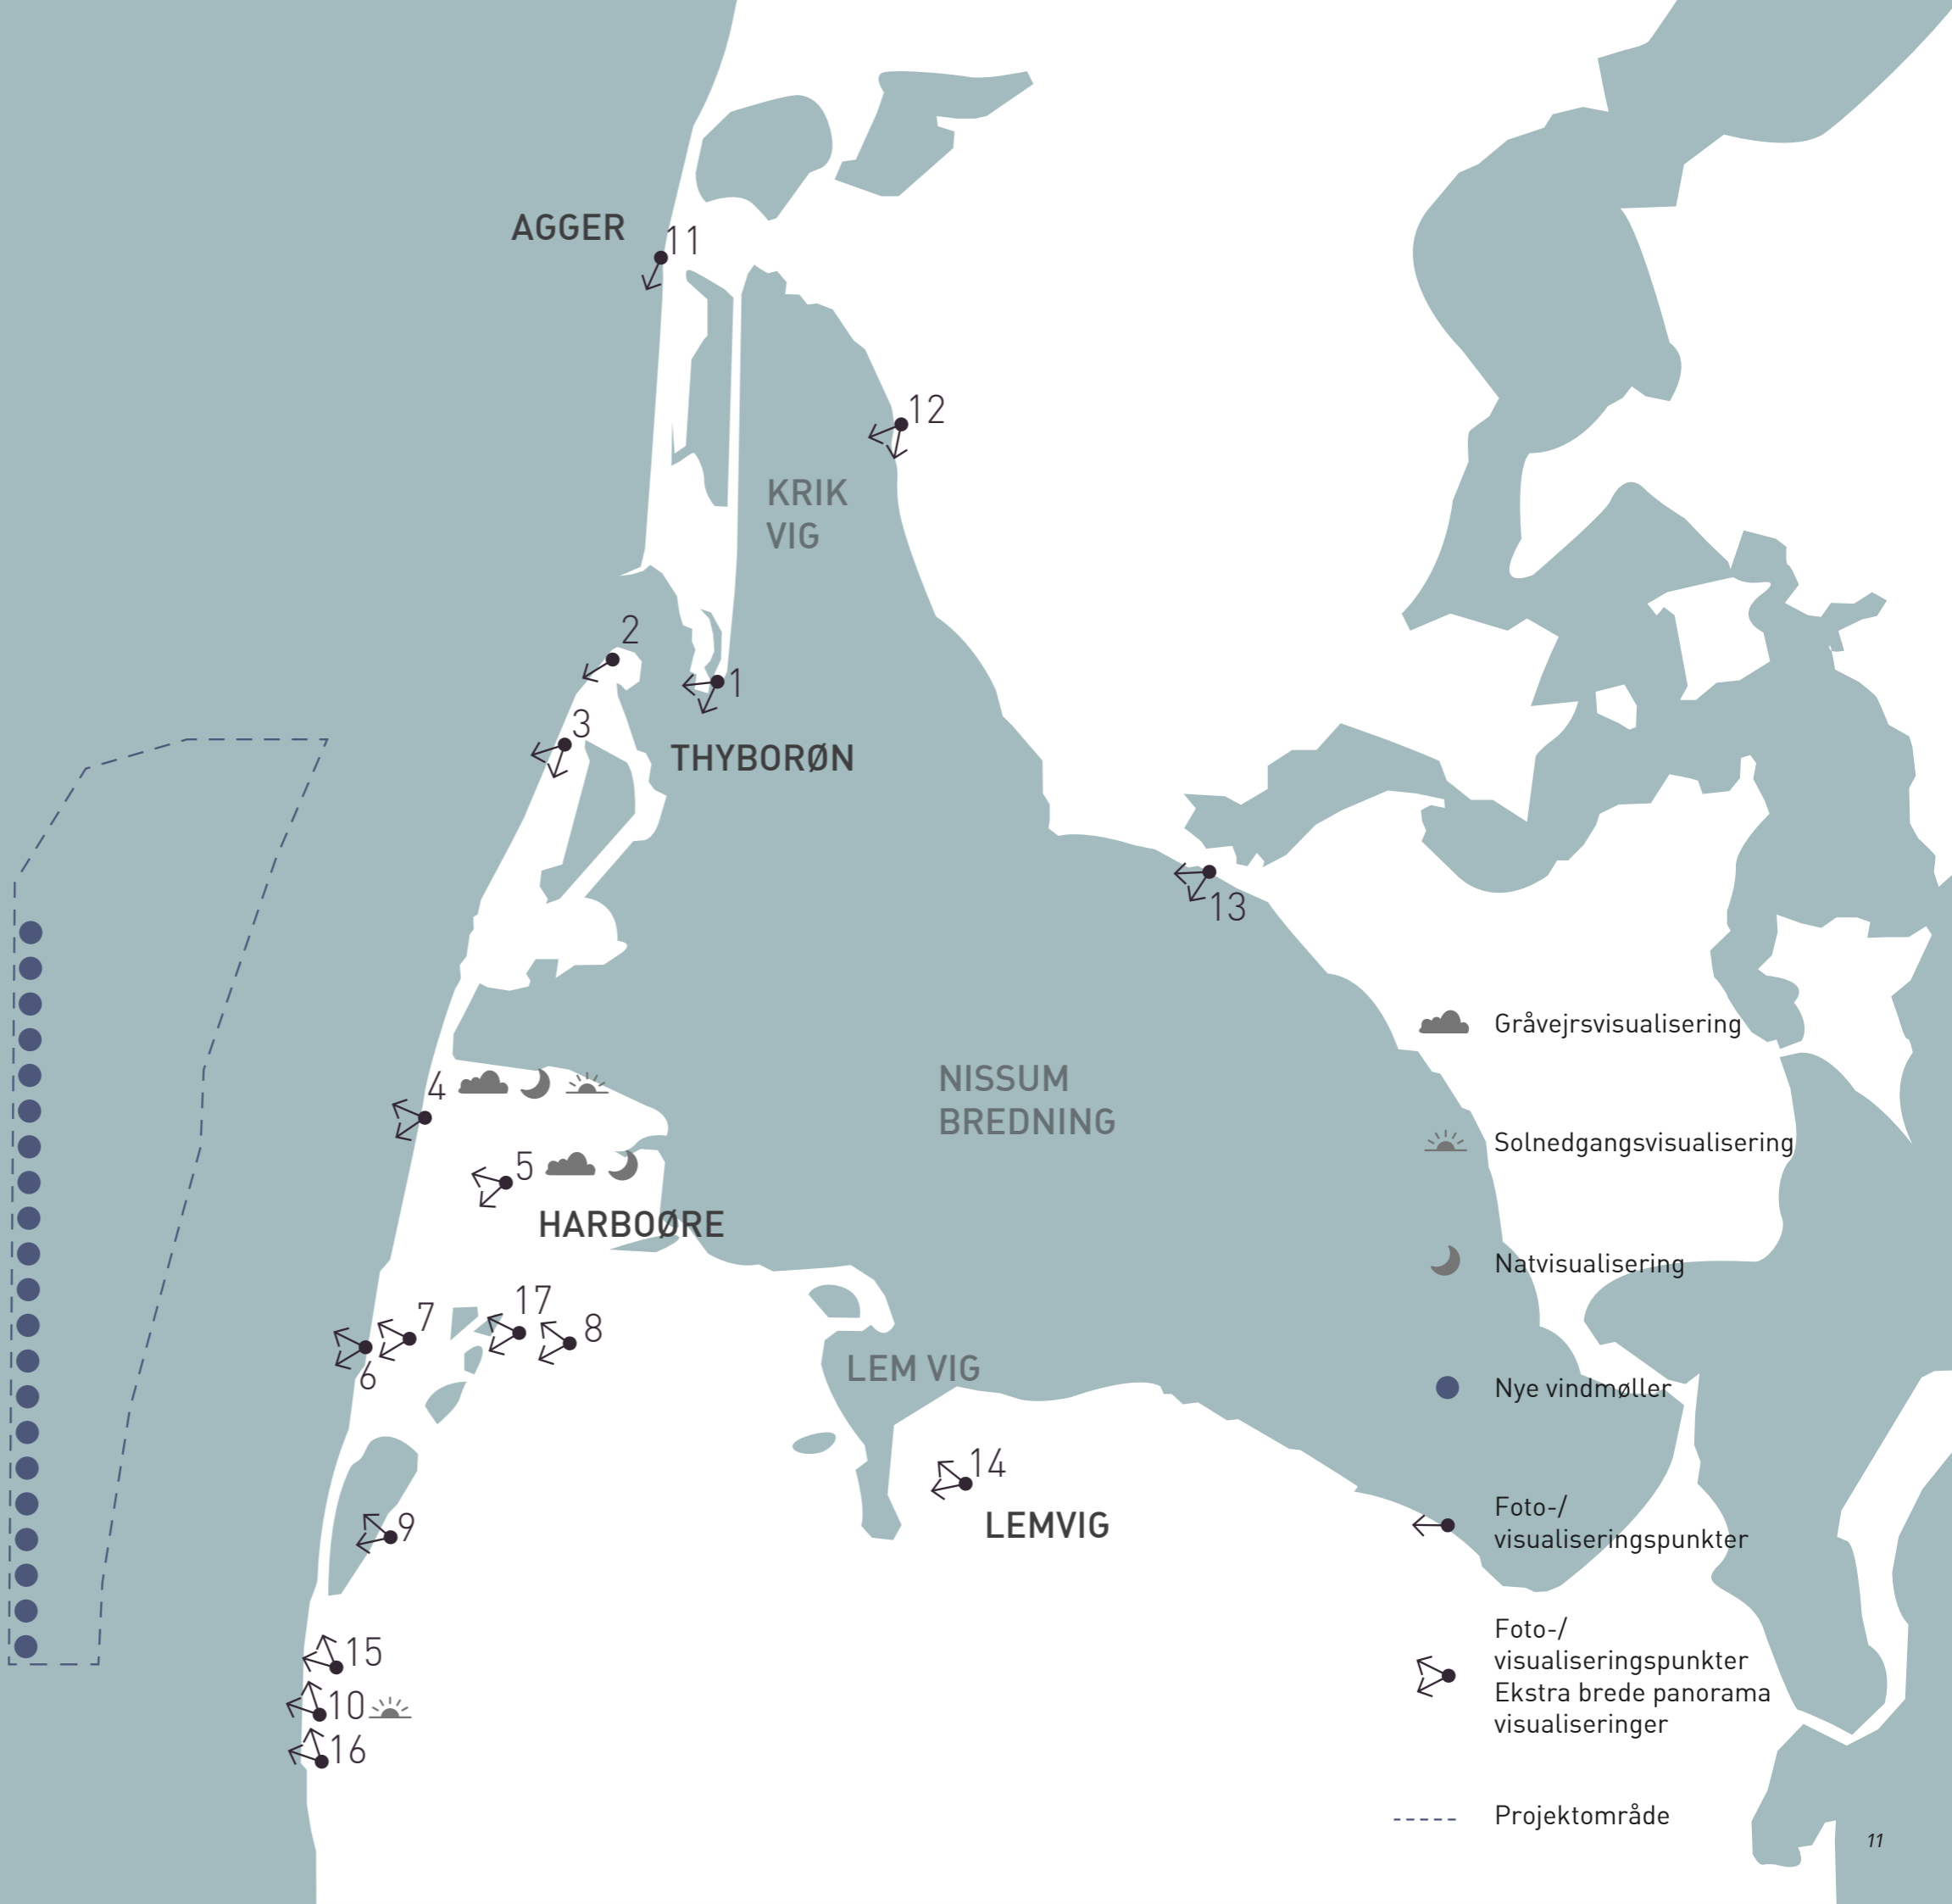 AGGER
11
12
KRIK
VIG
2
1
3
THYBORØN
13
Gråvejrsvisualisering
4
NISSUM
BREDNING
Solnedgangsvisualisering
5
HARBOØRE
Natvisualisering
17
7
8
6
LEM VIG
Nye vindmøller
14
LEMVIG
9
Foto-/
visualiseringspunkter
15
10
16
Foto-/
visualiseringspunkter
Ekstra brede panorama
visualiseringer
Projektområde
11